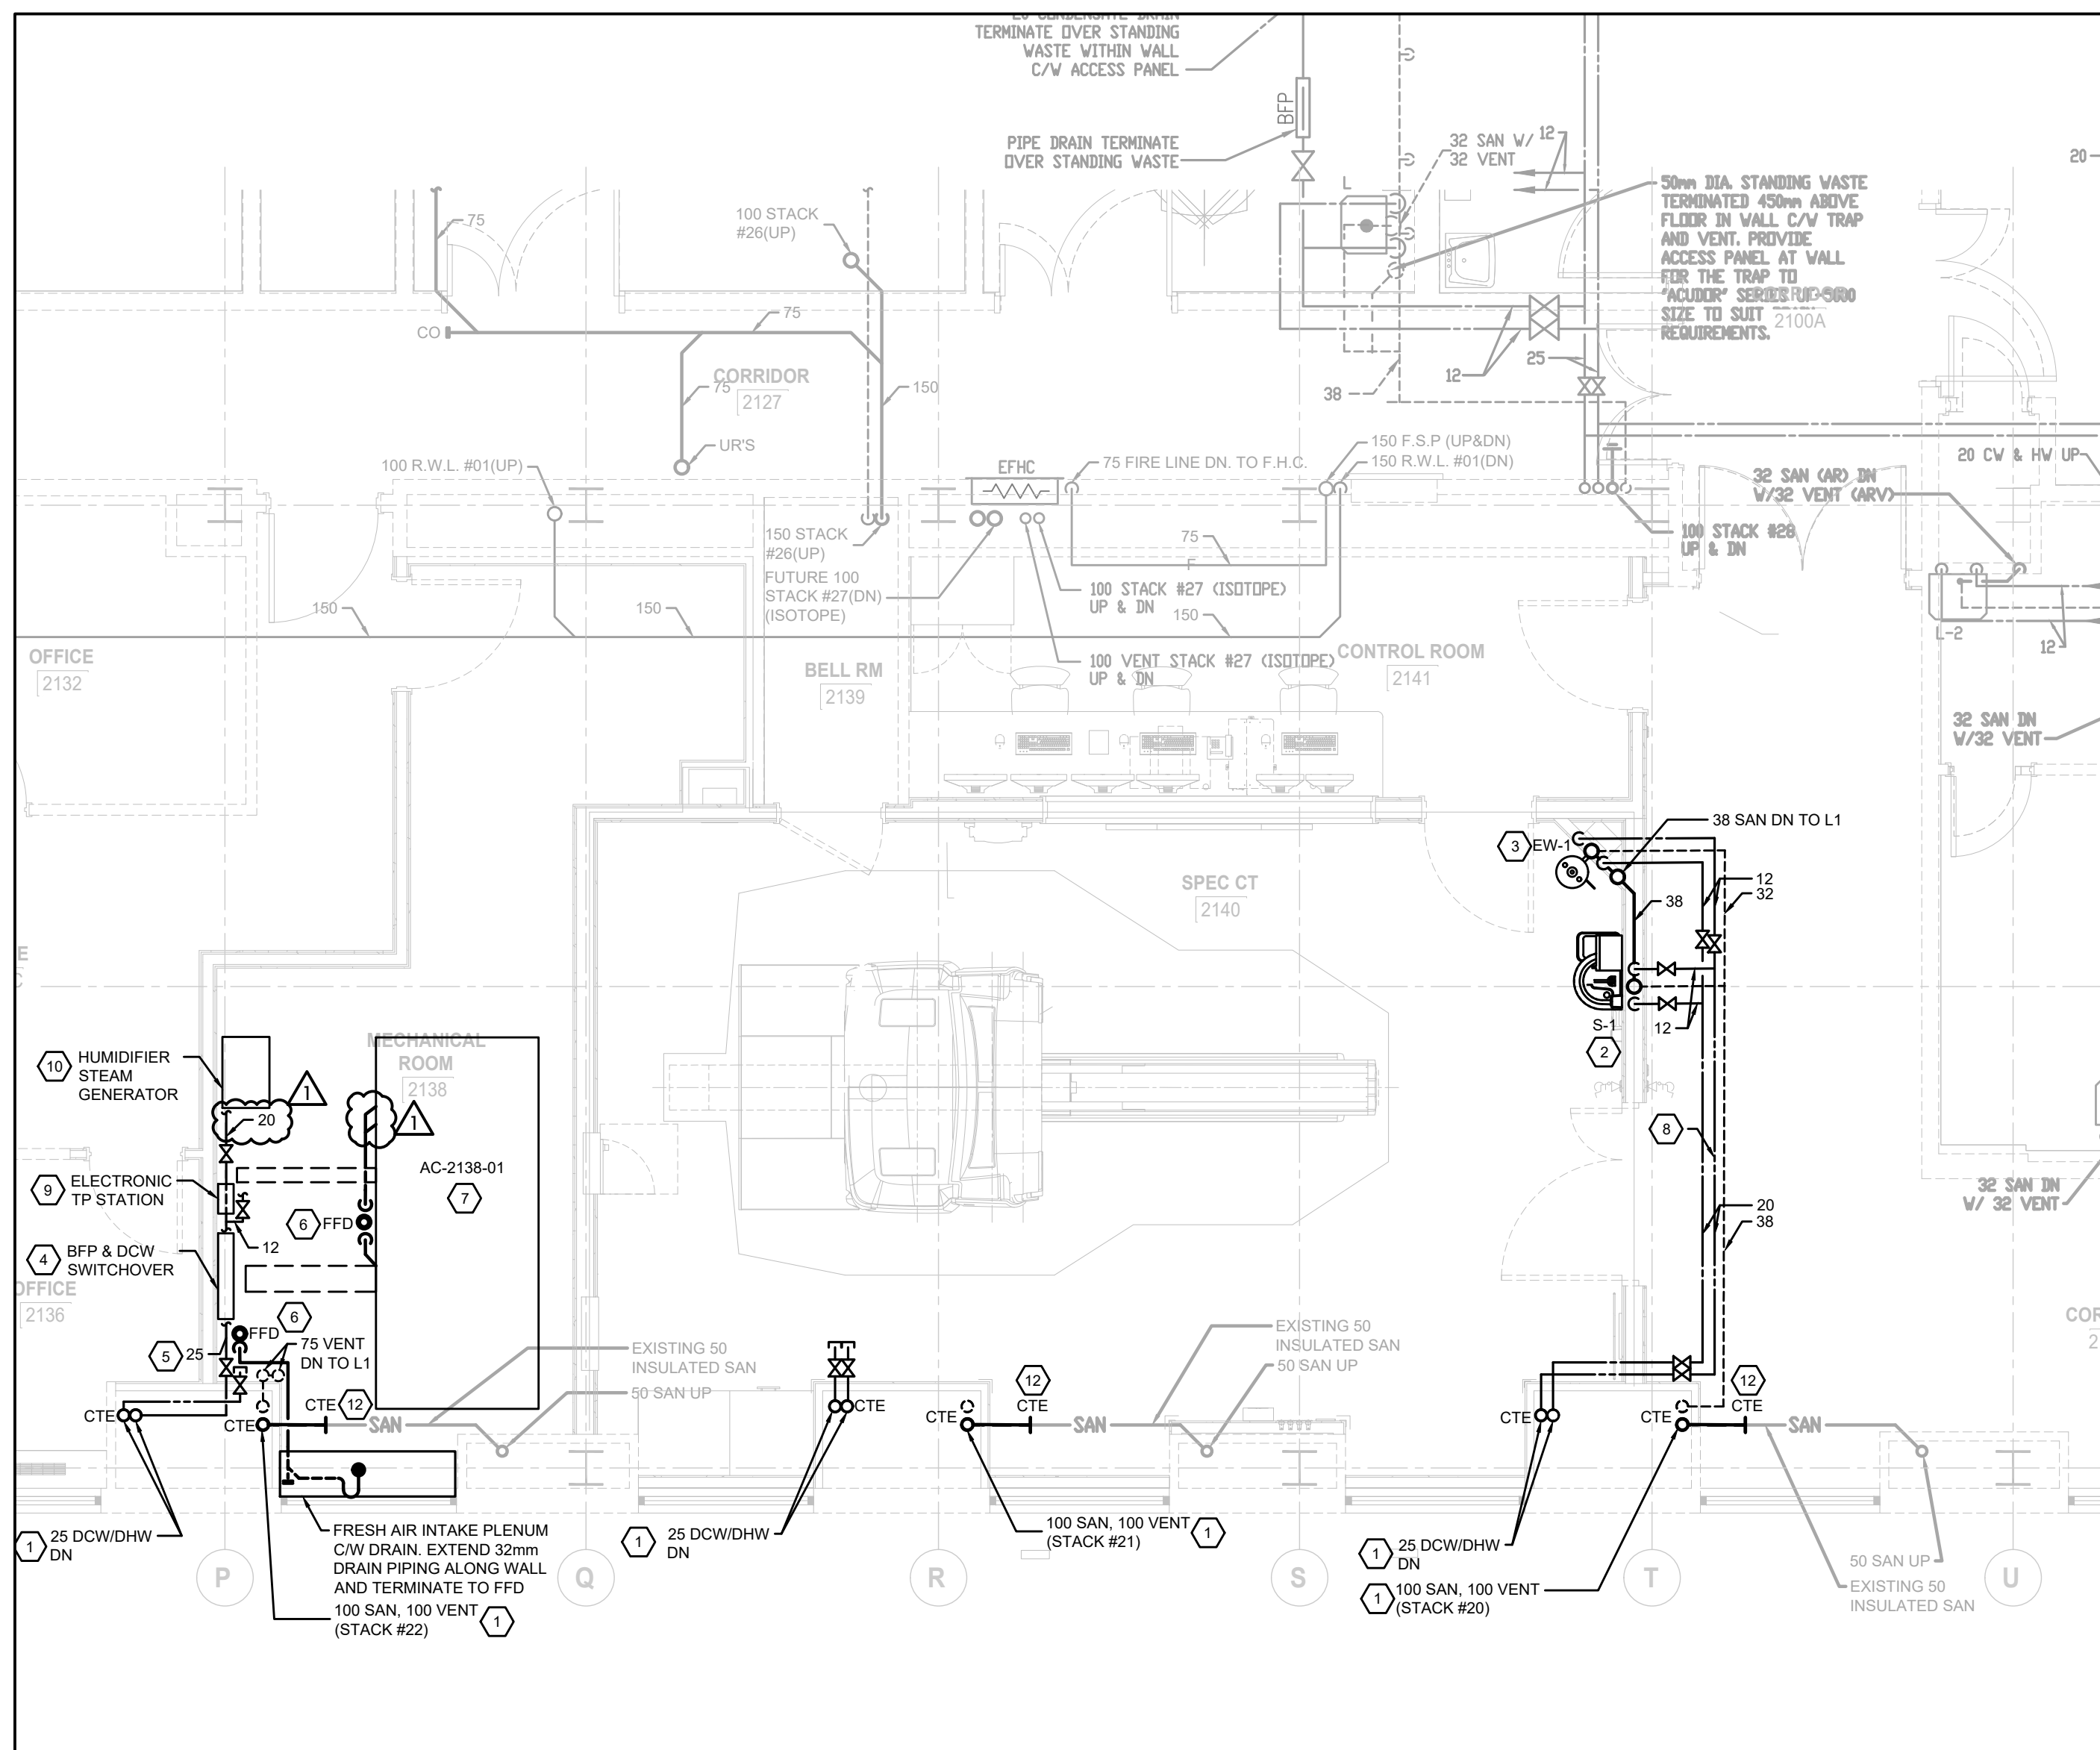 TERMINATE OVER STANDING
WASTE WITHIN WALL
C/W ACCESS PANEL
BFP
PIPE DRAIN TERMINATE
OVER STANDING WASTE
32 SAN W/
32 VENT
12
L
20
50mm DIA. STANDING WASTE
TERMINATED 450mm ABOVE
FLOOR IN WALL C/W TRAP
AND VENT. PROVIDE
ACCESS PANEL AT WALL
FOR THE TRAP TO
"ACUDOR" SERIES UF-5000
SIZE TO SUIT
REQUIREMENTS.
2100A
75
100 STACK
#26(UP)
75
CO
CORRIDOR
2127
75
150
UR'S
12
25
38
100 R.W.L. #01(UP)
EFHC
75 FIRE LINE DN. TO F.H.C.
150 F.S.P (UP&DN)
150 R.W.L. #01(DN)
20 CW & HW UP
32 SAN (AR) DN
W/32 VENT (ARV)
150 STACK
#26(UP)
FUTURE 100
STACK #27(DN)
(ISOTOPE)
75
F
100 STACK #28
UP & DN
100 STACK #27 (ISOTOPE)
UP & DN
150
150
150
100 VENT STACK #27 (ISOTOPE)
UP & DN
OFFICE
2132
BELL RM
2139
CONTROL ROOM
2141
L-2
12
32 SAN DN
W/32 VENT
3
EW-1
38 SAN DN TO L1
12
32
38
SPEC CT
2140
E
C
S-1
12
2
8
10
HUMIDIFIER
STEAM
GENERATOR
MECHANICAL
ROOM
2138
1
1
20
AC-2138-01
7
9
ELECTRONIC
TP STATION
6
FFD
12
4
BFP & DCW
SWITCHOVER
20
38
32 SAN DN
W/ 32 VENT
OFFICE
2136
COR
2
6
FFD
5
25
75 VENT
DN TO L1
EXISTING 50
INSULATED SAN
50 SAN UP
EXISTING 50
INSULATED SAN
50 SAN UP
CTE
CTE
12
CTE
SAN
CTE
12
CTE
CTE
SAN
CTE
12
CTE
CTE
SAN
1
25 DCW/DHW
DN
FRESH AIR INTAKE PLENUM
C/W DRAIN. EXTEND 32mm
DRAIN PIPING ALONG WALL
AND TERMINATE TO FFD
100 SAN, 100 VENT
(STACK #22)
1
1
25 DCW/DHW
DN
100 SAN, 100 VENT
(STACK #21)
1
1
25 DCW/DHW
DN
1
100 SAN, 100 VENT
(STACK #20)
50 SAN UP
EXISTING 50
INSULATED SAN
P
Q
R
S
T
U